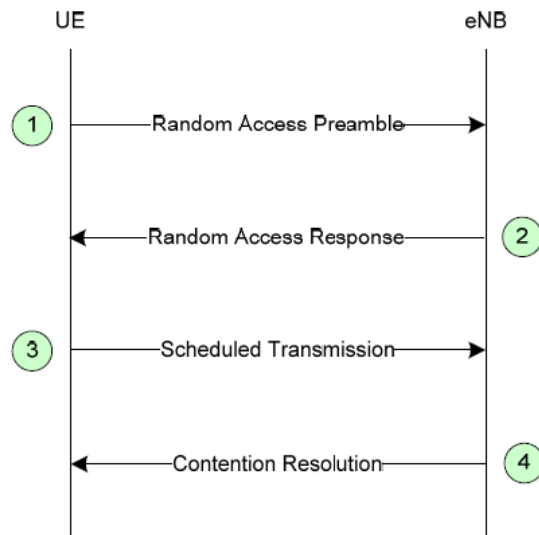 UE eNB
1 Random Access Preamble
Random Access Response 2
3 Scheduled Transmission
Contention Resolution 4